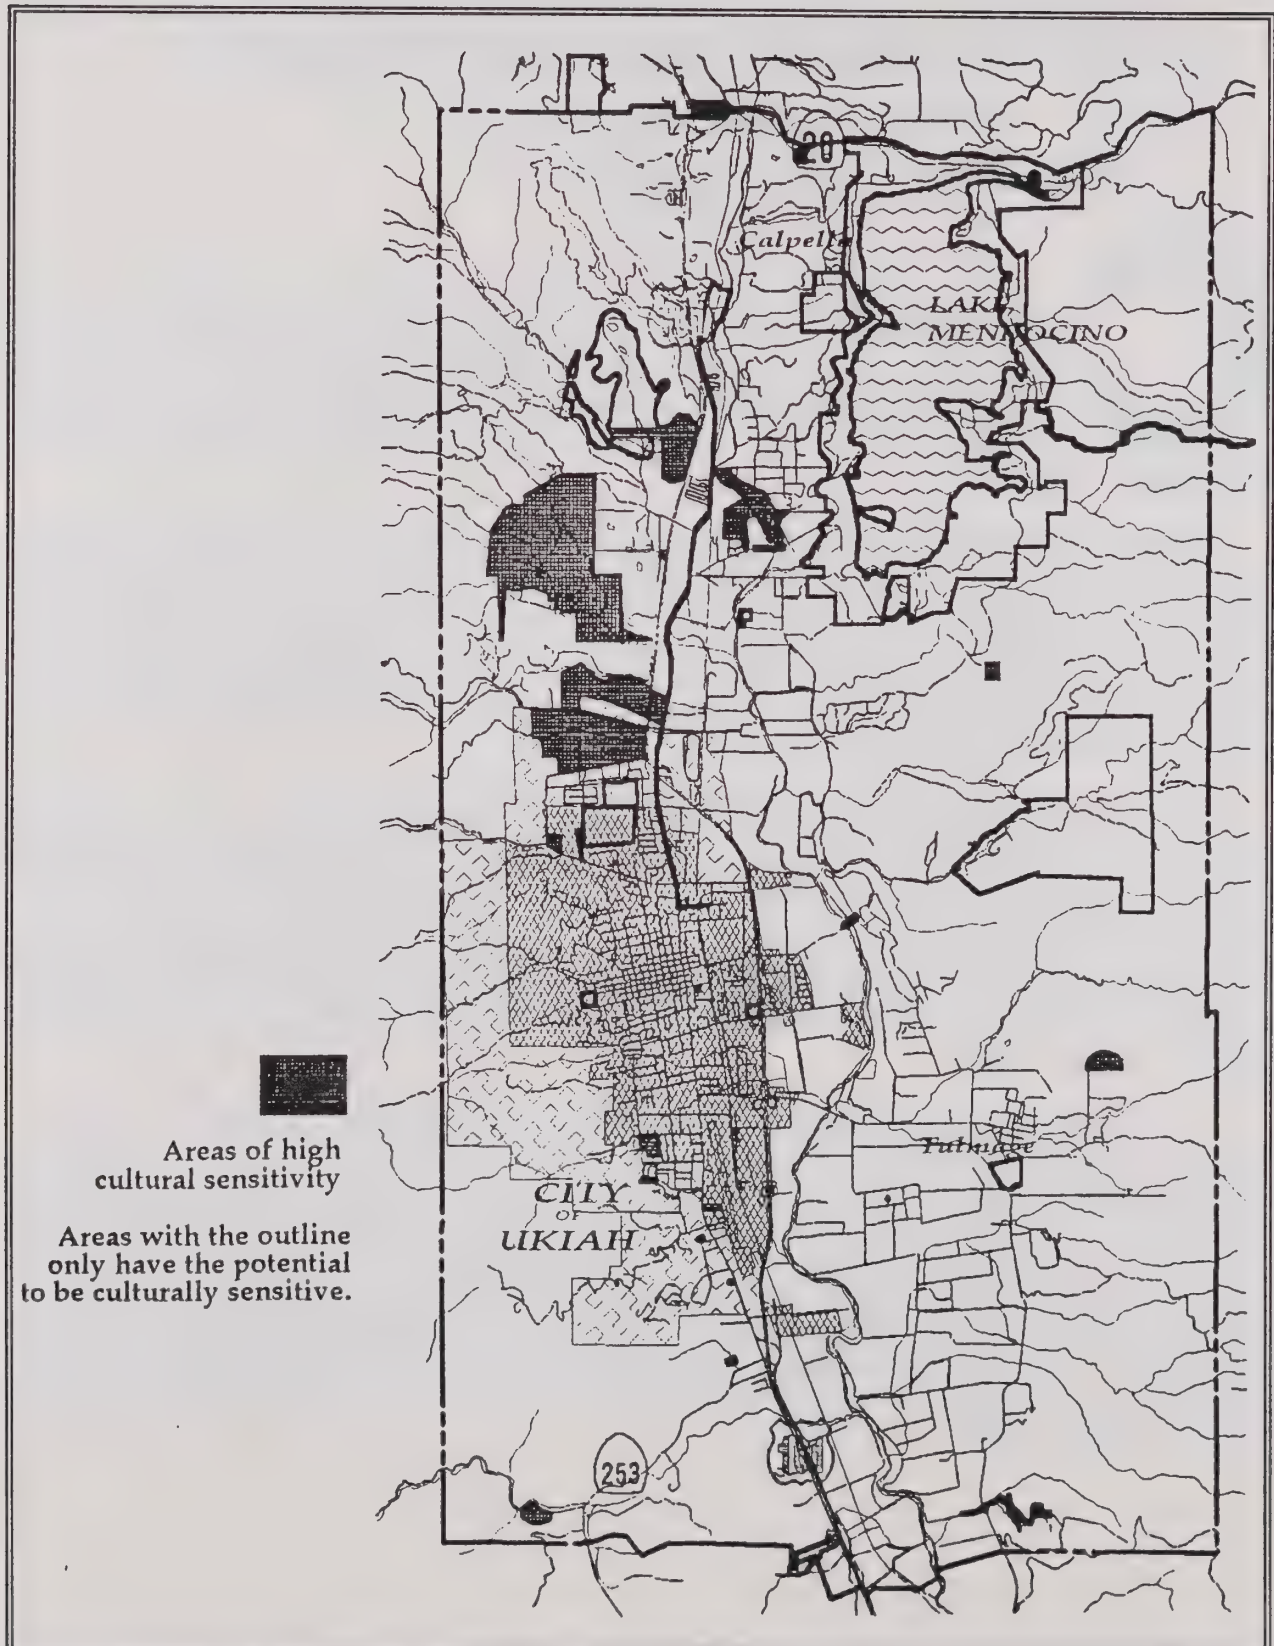 20
Calpella
LAKE
MENDOCINO
Areas of high
cultural sensitivity
Areas with the outline
only have the potential
to be culturally sensitive.
Talmage
CITY
OF
UKIAH
253